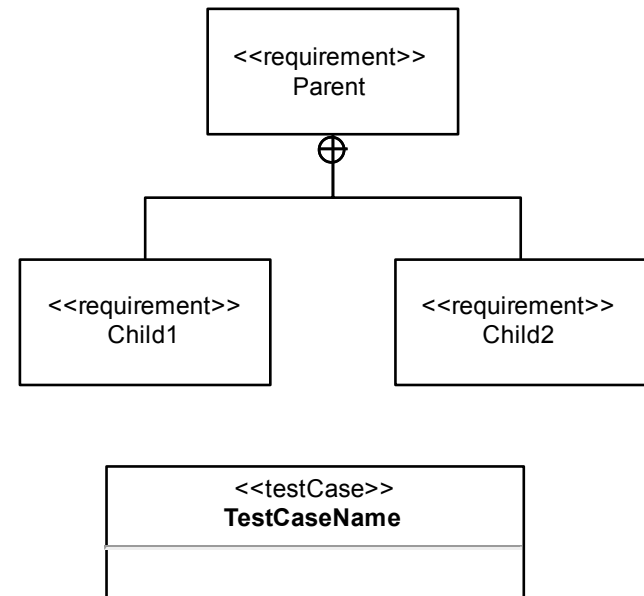 <<requirement>>
Parent
<<requirement>>
Child1
<<requirement>>
Child2
<<testCase>>
TestCaseName